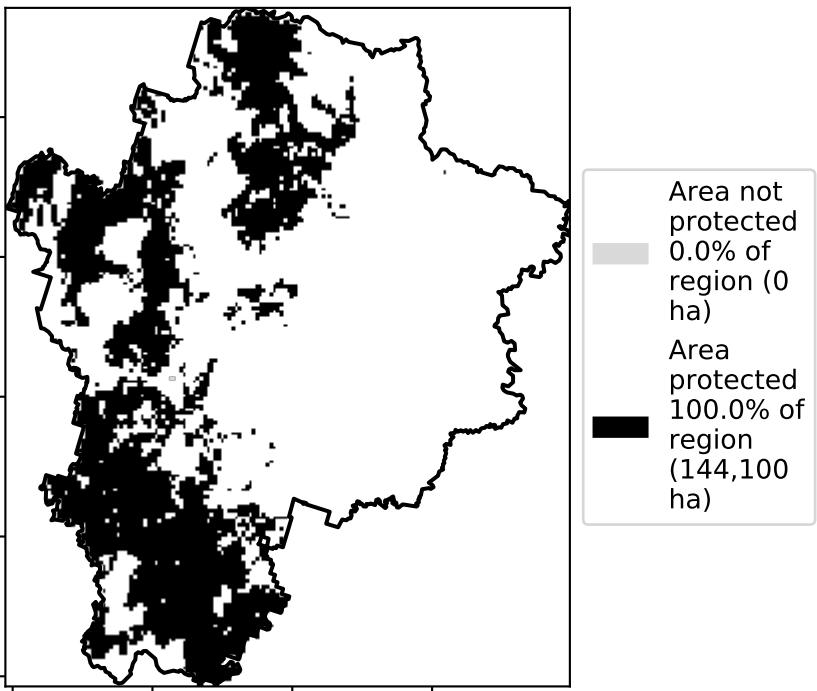 Area not
protected
0.0% of
region (0
ha)
Area
protected
100.0% of
region
(144,100
ha)